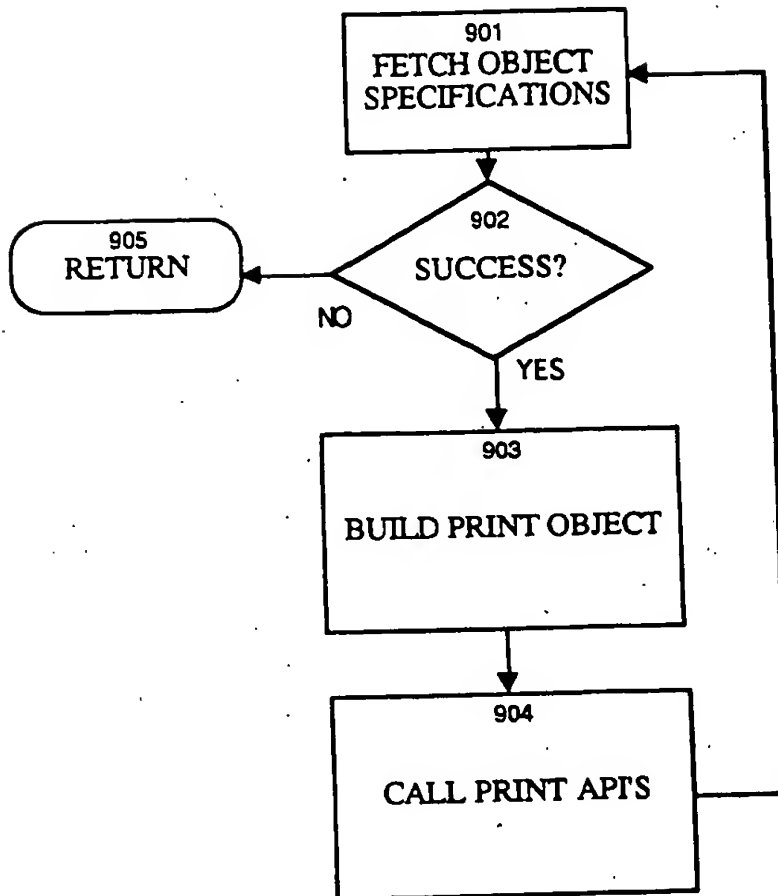 901
FETCH OBJECT
SPECIFICATIONS
902
SUCCESS?
905
RETURN
NO
YES
903
BUILD PRINT OBJECT
904
CALL PRINT API'S